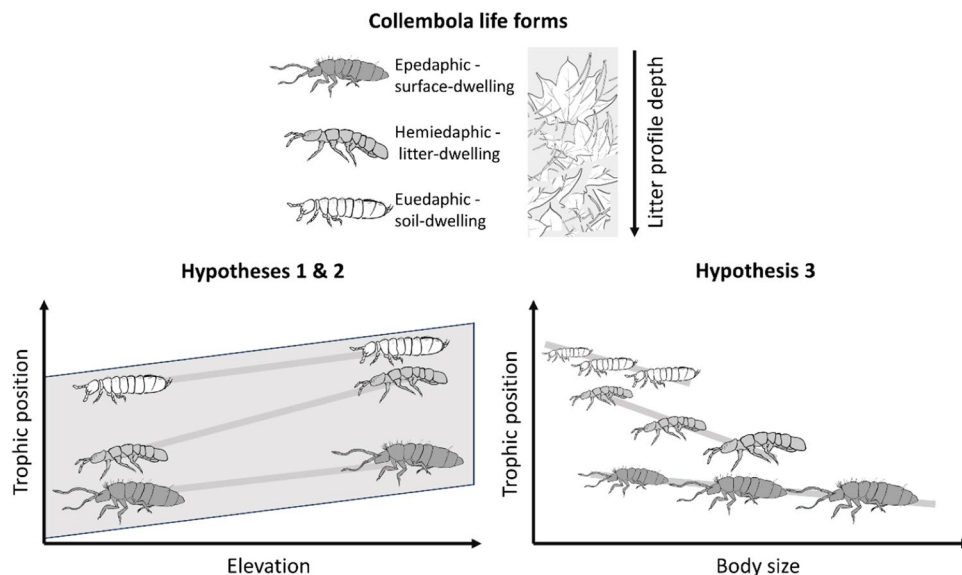 Collembola life forms
Epedaphic -
surface-dwelling
Hemiedaphic -
litter-dwelling
Euedaphic -
soil-dwelling
Litter profile depth
Hypotheses 1 & 2
Trophic position
Elevation
Hypothesis 3
Trophic position
Body size